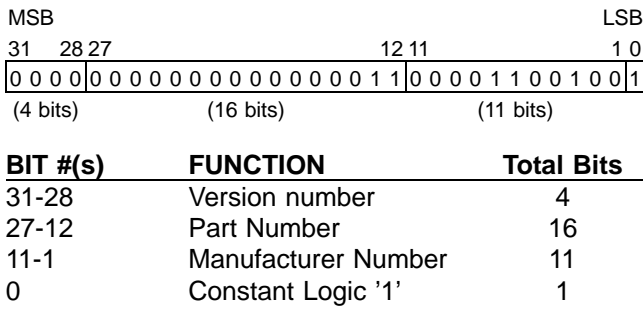 MSB LSB
31 28 27 12 11 1 0
0 0 0 0 0 0 0 0 0 0 0 0 0 0 0 0 0 0 1 1 0 0 0 0 1 1 0 0 1 0 0 1
(4 bits) (16 bits) (11 bits)
BIT #(s) FUNCTION Total Bits
31-28 Version number 4
27-12 Part Number 16
11-1 Manufacturer Number 11
0 Constant Logic '1' 1